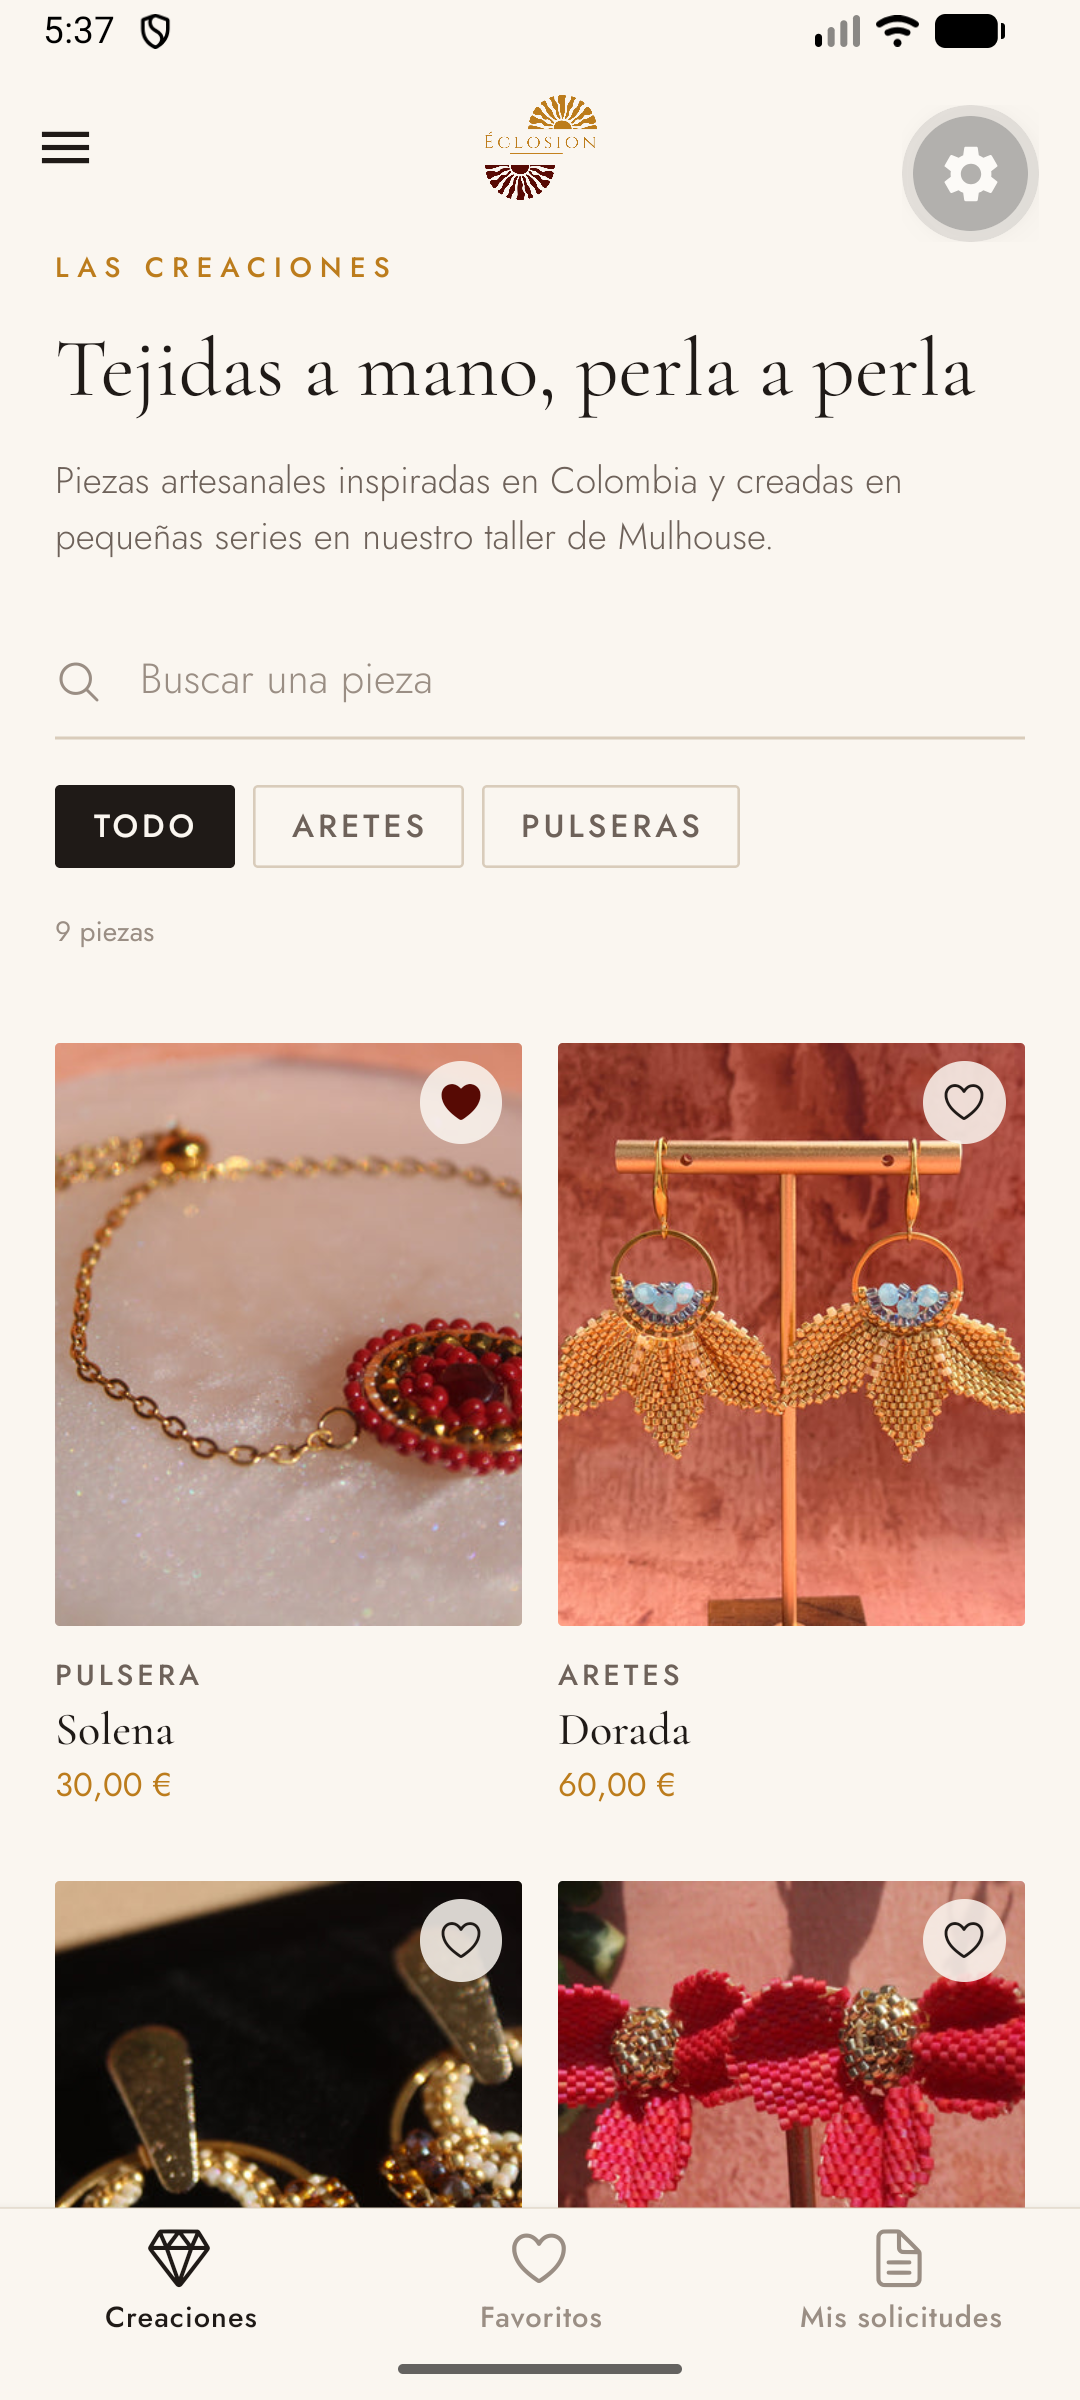 5:37
ÉCLOSION
LAS CREACIONES
Tejidas a mano, perla a perla
Piezas artesanales inspiradas en Colombia y creadas en
pequeñas series en nuestro taller de Mulhouse.
Buscar una pieza
TODO
ARETES
PULSERAS
9 piezas
PULSERA
Solena
30,00 €
ARETES
Dorada
60,00 €
Creaciones
Favoritos
Mis solicitudes